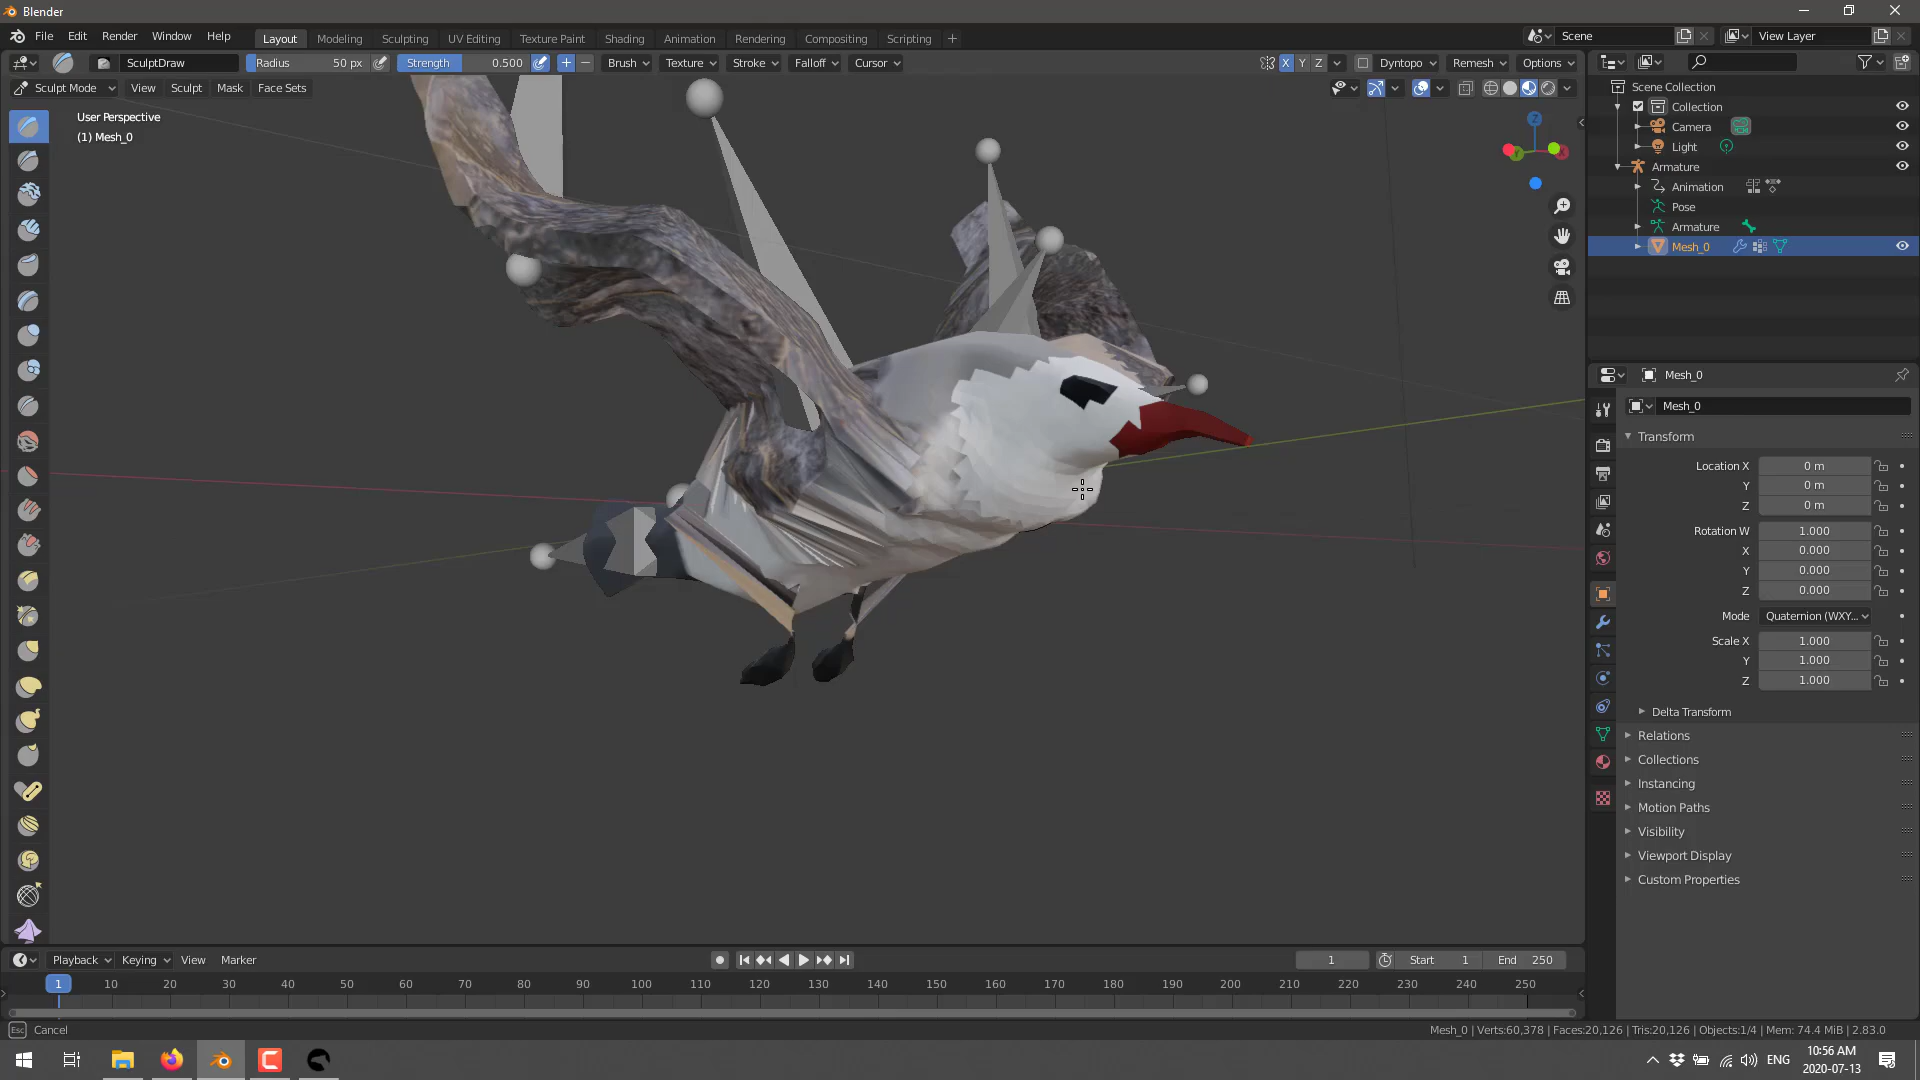 Blender
File Edit Render Window Help Layout Modeling Sculpting UV Editing Texture Paint Shading Animation Rendering Compositing Scripting + Scene View Layer
SculptDraw Radius 50 px Strength 0.500 Brush Texture Stroke Falloff Cursor X Y Z Dyntopo Remesh Options
Sculpt Mode View Sculpt Mask Face Sets
User Perspective
(1) Mesh_0
Z
Scene Collection
Collection
Camera
Light
Armature
Animation
Pose
Armature
Mesh_0
Mesh_0
Mesh_0
Transform
Location X 0 m
Y 0 m
Z 0 m
Rotation W 1.000
X 0.000
Y 0.000
Z 0.000
Mode Quaternion (WXY...
Scale X 1.000
Y 1.000
Z 1.000
Delta Transform
Relations
Collections
Instancing
Motion Paths
Visibility
Viewport Display
Custom Properties
Playback Keying View Marker 1 Start 1 End 250
1 10 20 30 40 50 60 70 80 90 100 110 120 130 140 150 160 170 180 190 200 210 220 230 240 250
Esc Cancel Mesh_0 | Verts:60,378 | Faces:20,126 | Tris:20,126 | Objects:1/4 | Mem: 74.4 MiB | 2.83.0
ENG 10:56 AM
2020-07-13